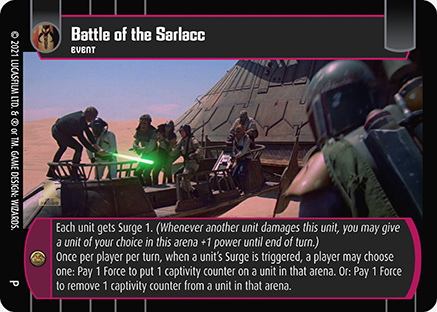 Battle of the Sarlacc
EVENT
© 2021 LUCASFILM LTD. & ® or TM. GAME DESIGN: WIZARDS.
P
Each unit gets Surge 1. (Whenever another unit damages this unit, you may give
a unit of your choice in this arena +1 power until end of turn.)
Once per player per turn, when a unit's Surge is triggered, a player may choose
one: Pay 1 Force to put 1 captivity counter on a unit in that arena. Or: Pay 1 Force
to remove 1 captivity counter from a unit in that arena.